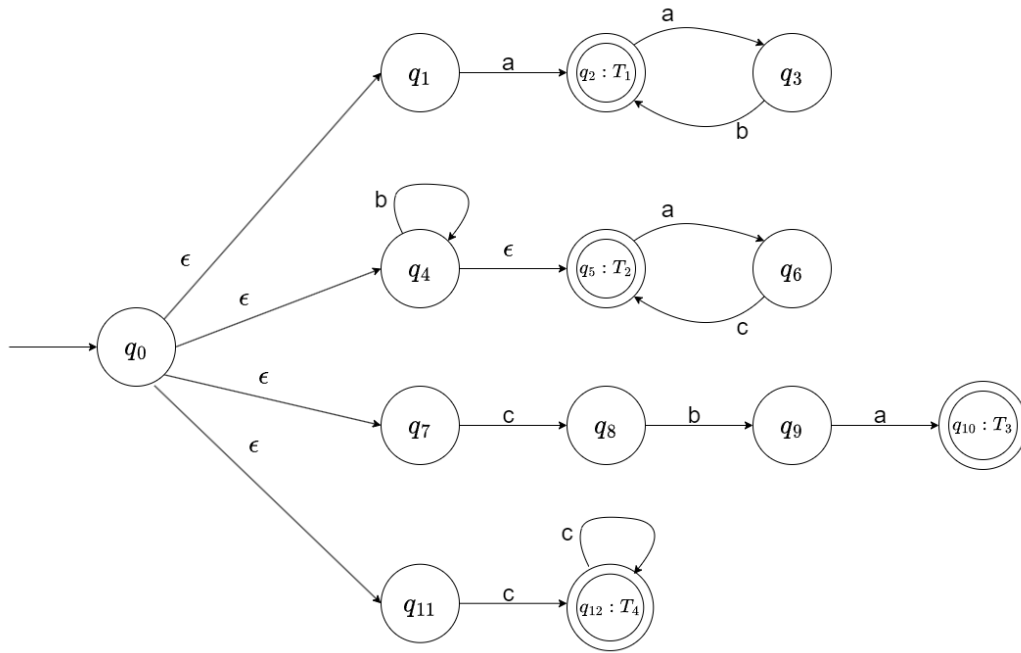 a
q₁ a q₂ : T₁ q₃
b
b a
ϵ
q₄ ϵ q₅ : T₂ q₆
ϵ
c
q₀
ϵ
q₇ c q₈ b q₉ a q₁₀ : T₃
ϵ
c
q₁₁ c q₁₂ : T₄